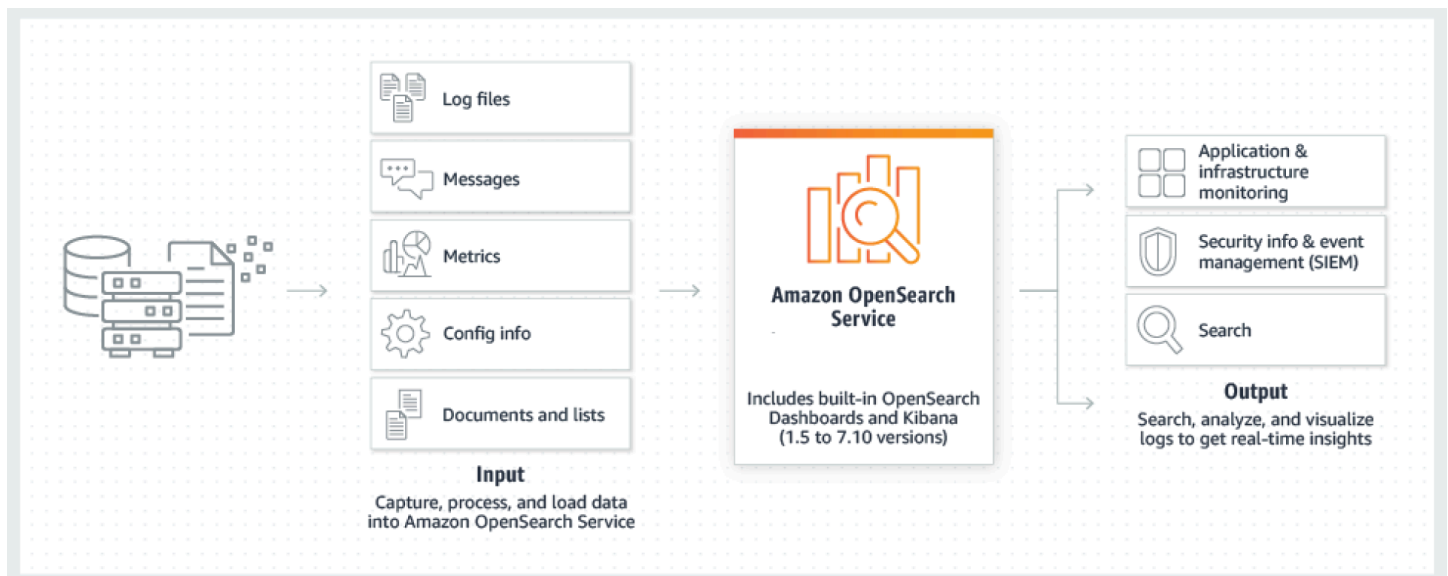 Log files
Messages
Metrics
Config info
Documents and lists
Input
Capture, process, and load data
into Amazon OpenSearch Service
Amazon OpenSearch
Service
Includes built-in OpenSearch
Dashboards and Kibana
(1.5 to 7.10 versions)
Application &
infrastructure
monitoring
Security info & event
management (SIEM)
Search
Output
Search, analyze, and visualize
logs to get real-time insights